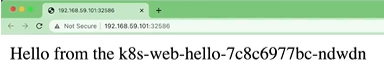 192.168.59.101:32586
Not Secure | 192.168.59.101:32586
Hello from the k8s-web-hello-7c8c6977bc-ndwdn